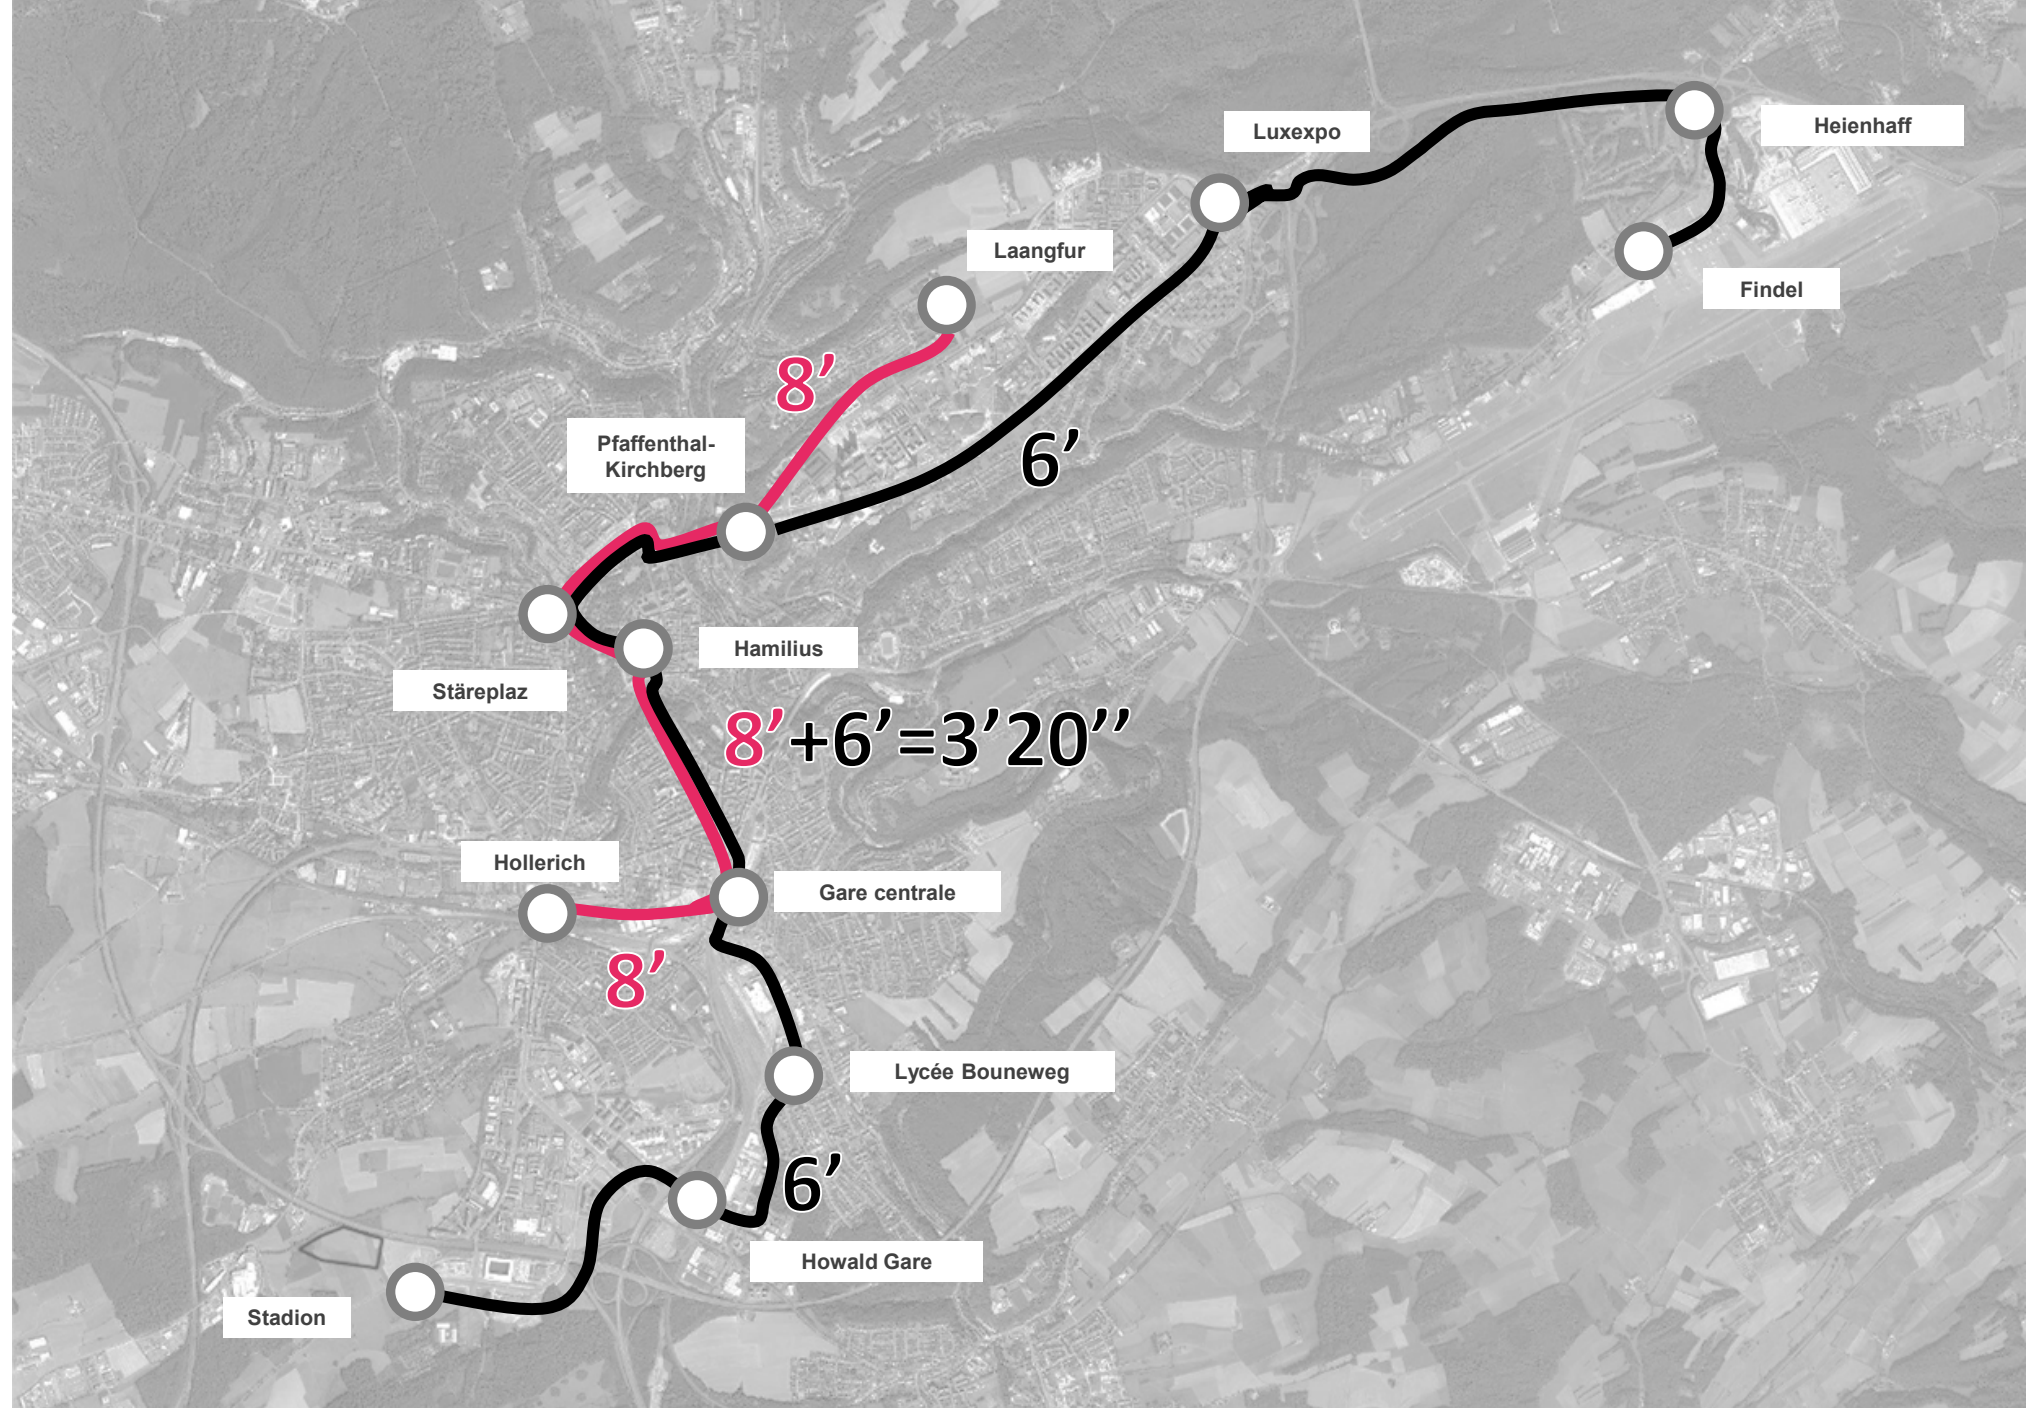 Heienhaff
Luxexpo
Laangfur
Findel
8’
Pfaffenthal-
Kirchberg
6’
Hamilius
Stäreplaz
8’+6’=3’20’’
Hollerich
Gare centrale
8’
Lycée Bouneweg
6’
Howald Gare
Stadion